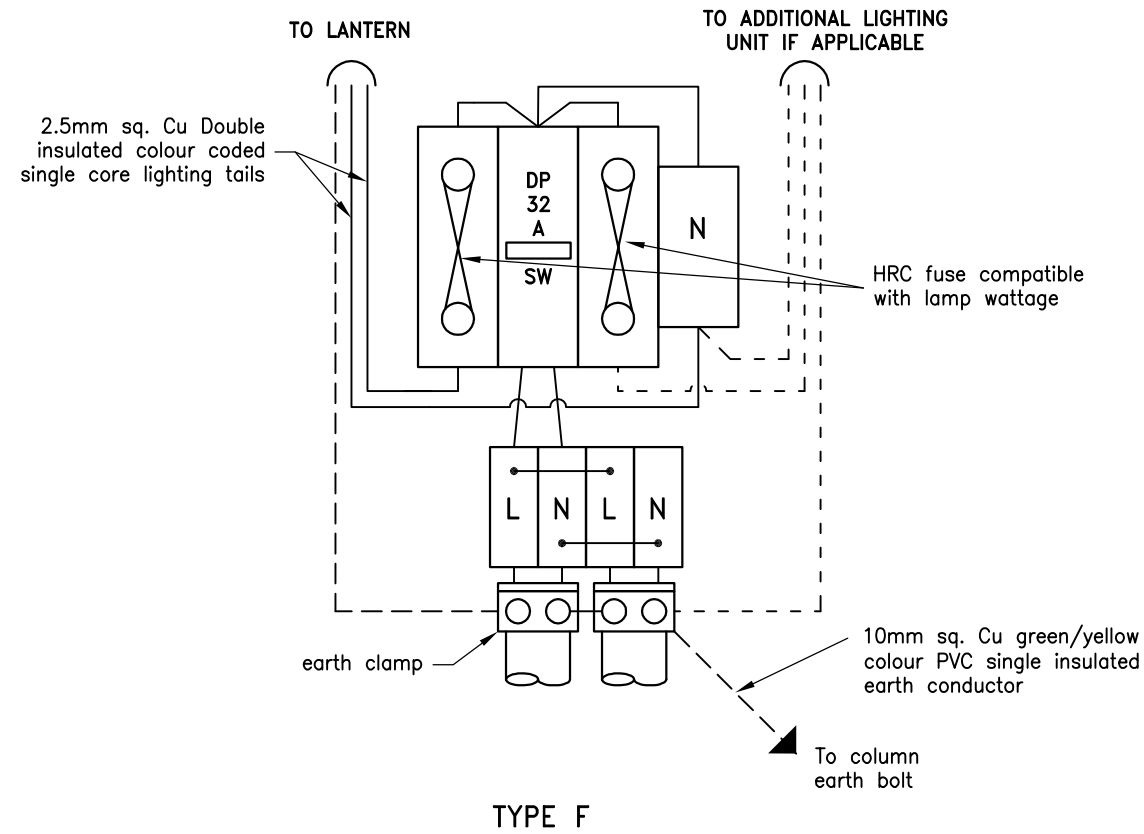 TO LANTERN
TO ADDITIONAL LIGHTING
UNIT IF APPLICABLE
2.5mm sq. Cu Double
insulated colour coded
single core lighting tails
DP
32
A
SW
N
HRC fuse compatible
with lamp wattage
L N L N
earth clamp
10mm sq. Cu green/yellow
colour PVC single insulated
earth conductor
To column
earth bolt
TYPE F